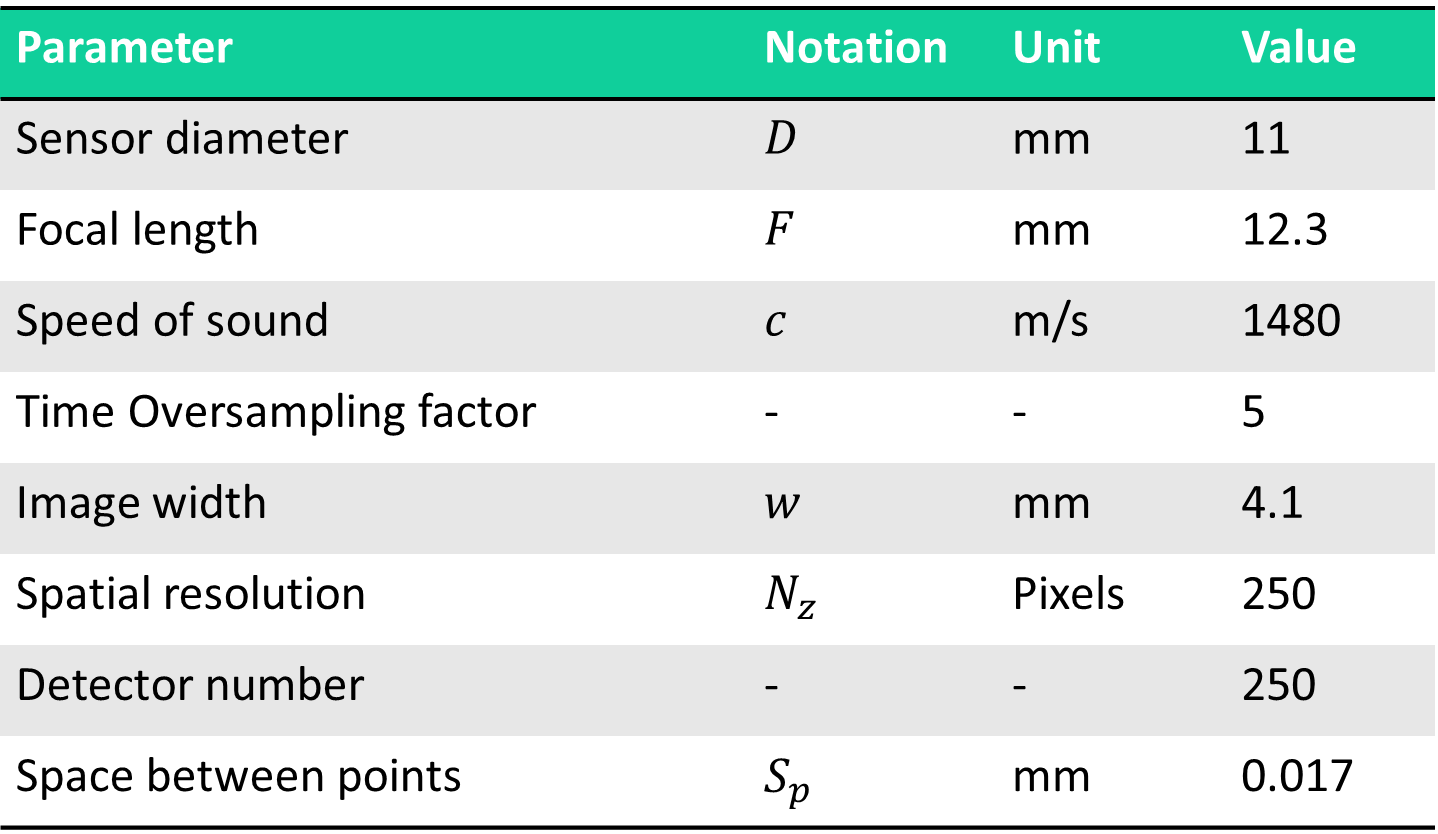 Parameter Notation Unit Value
Sensor diameter D mm 11
Focal length F mm 12.3
Speed of sound c m/s 1480
Time Oversampling factor - - 5
Image width w mm 4.1
Spatial resolution N_z Pixels 250
Detector number - - 250
Space between points S_p mm 0.017